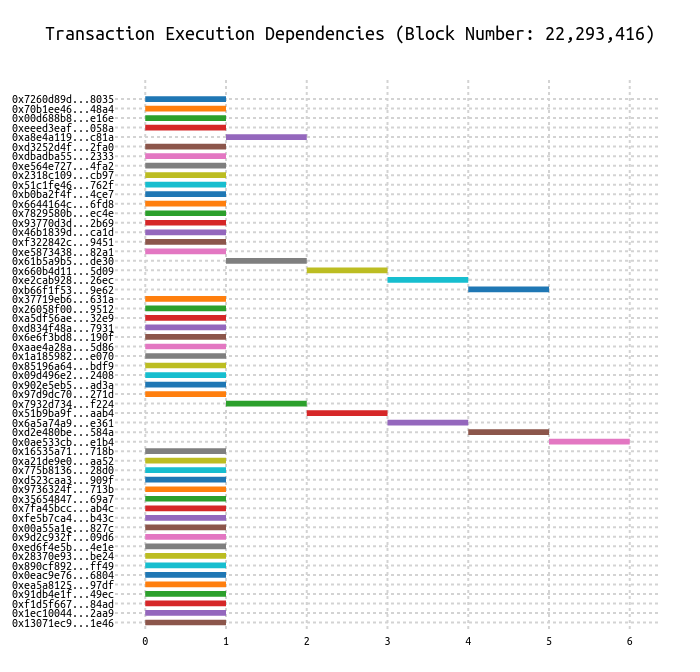 Transaction Execution Dependencies (Block Number: 22,293,416)
0x7260d89d...8035
0x70b1ee46...48a4
0x00d688b8...e16e
0xeeed3eaf...058a
0xa0e4a119...c81a
0xd3252d4f...2fa0
0xdbadba55...2333
0xe564e727...4fa2
0x2318c109...cb97
0x51c1fe46...762f
0xb0ba2f4f...4ce7
0x6644164c...6fd8
0x7829580b...ec4e
0x93770d3d...2b69
0x46b1839d...ca1d
0xf322842c...9451
0xe5873438...82a1
0x61b5a9b5...de30
0x660b4d11...5d09
0xe2cab928...26ec
0xb66f1f53...9e62
0x37719eb6...631a
0x26058f00...9512
0xa5df56ae...32e9
0xd834f48a...7931
0x6e6f3bd8...190f
0xaae4a28a...5d86
0x1a185982...e070
0x85196a64...bdf9
0x09d496e2...2408
0x902e5eb5...ad3a
0x97d9dc70...271d
0x7932d734...f224
0x51b9ba9f...aab4
0x6a5a74a9...e361
0xd2e480be...584a
0x0ae533cb...e1b4
0x16535a71...718b
0xa21de9e0...aa52
0x775b8136...28d0
0xd523caa3...909f
0x9736324f...713b
0x35654847...69a7
0x7fa45bcc...ab4c
0xfe5b7ca4...b43c
0x00a55a1e...827c
0x9d2c932f...09d6
0xed6f4e5b...4e1e
0x28370e93...be24
0x890cf892...ff49
0x0eac9e76...6804
0xea5a8125...97df
0x91db4e1f...49ec
0xf1d5f667...84ad
0x1ec10044...2aa9
0x13071ec9...1e46
0 1 2 3 4 5 6